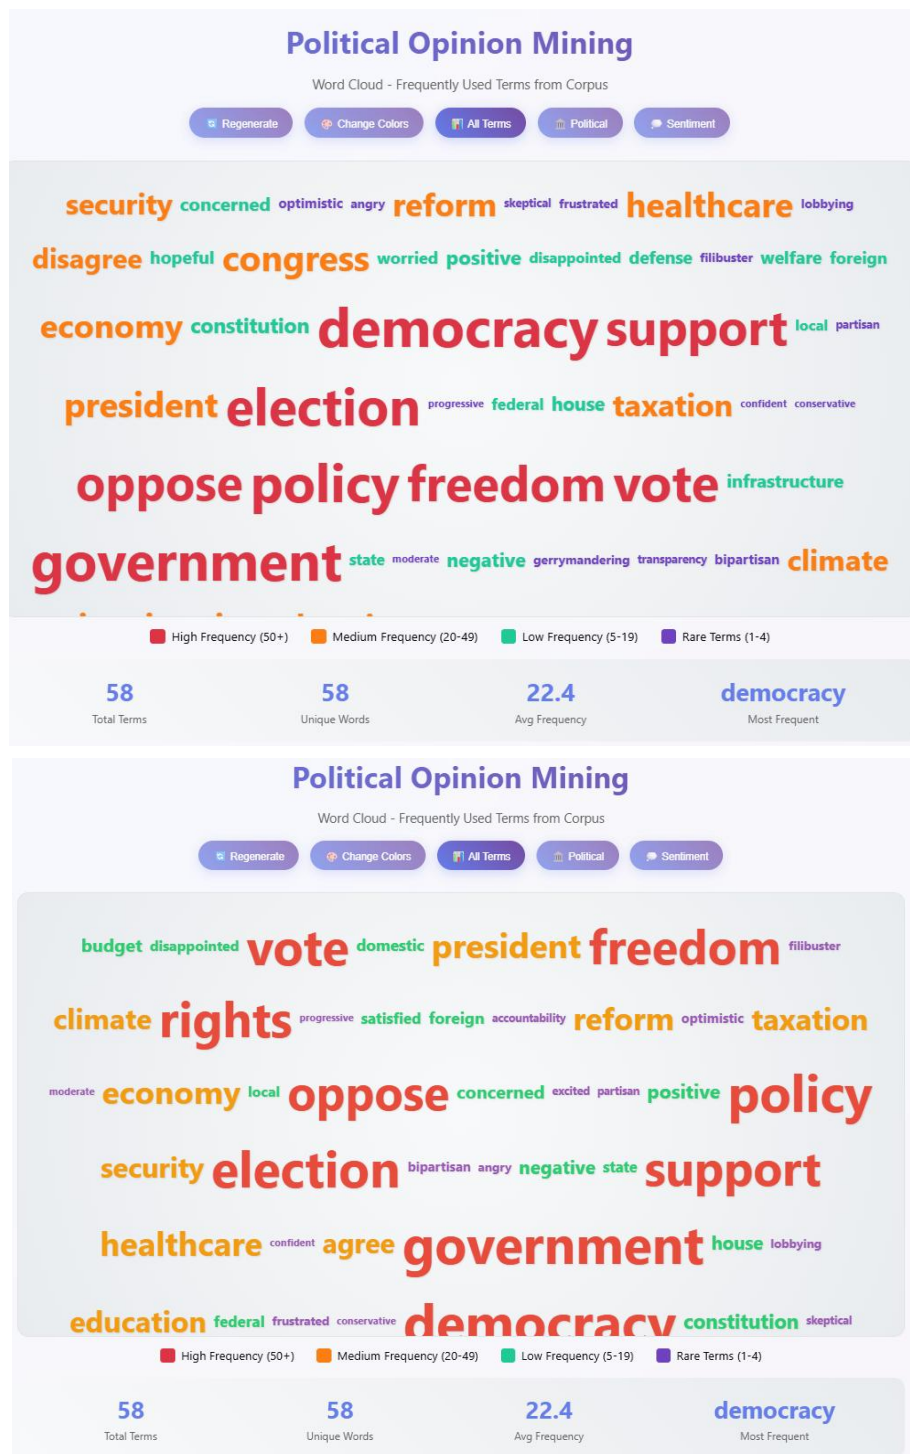 Political Opinion Mining
Word Cloud - Frequently Used Terms from Corpus
Regenerate Change Colors All Terms Political Sentiment
security concerned optimistic angry reform skeptical frustrated healthcare lobbying
disagree hopeful congress worried positive disappointed defense filibuster welfare foreign
economy constitution democracy support local partisan
president election progressive federal house taxation confident conservative
oppose policy freedom vote infrastructure
government state moderate negative gerrymandering transparency bipartisan climate
High Frequency (50+) Medium Frequency (20-49) Low Frequency (5-19) Rare Terms (1-4)
58 58 22.4 democracy
Total Terms Unique Words Avg Frequency Most Frequent
Political Opinion Mining
Word Cloud - Frequently Used Terms from Corpus
Regenerate Change Colors All Terms Political Sentiment
budget disappointed vote domestic president freedom filibuster
climate rights progressive satisfied foreign accountability reform optimistic taxation
moderate economy local oppose concerned excited partisan positive policy
security election bipartisan angry negative state support
healthcare confident agree government house lobbying
education federal frustrated conservative democracy constitution skeptical
High Frequency (50+) Medium Frequency (20-49) Low Frequency (5-19) Rare Terms (1-4)
58 58 22.4 democracy
Total Terms Unique Words Avg Frequency Most Frequent